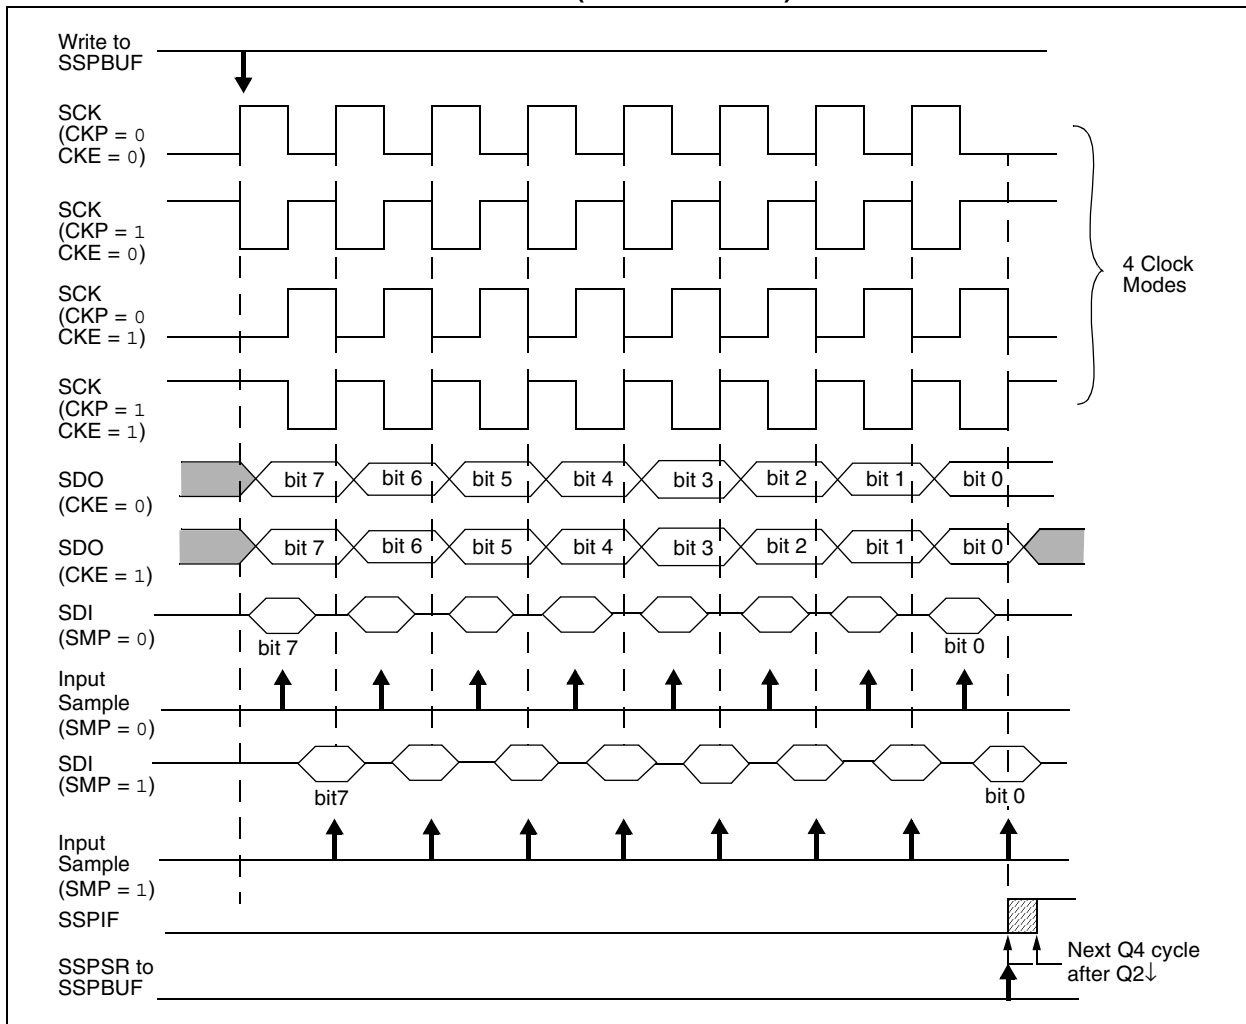 Write to
SSPBUF
SCK
(CKP = 0
CKE = 0)
SCK
(CKP = 1
CKE = 0)
4 Clock
Modes
SCK
(CKP = 0
CKE = 1)
SCK
(CKP = 1
CKE = 1)
SDO
(CKE = 0)
bit 7 bit 6 bit 5 bit 4 bit 3 bit 2 bit 1 bit 0
SDO
(CKE = 1)
bit 7 bit 6 bit 5 bit 4 bit 3 bit 2 bit 1 bit 0
SDI
(SMP = 0)
bit 7 bit 0
Input
Sample
(SMP = 0)
SDI
(SMP = 1)
bit7 bit 0
Input
Sample
(SMP = 1)
SSPIF
Next Q4 cycle
after Q2↓
SSPSR to
SSPBUF